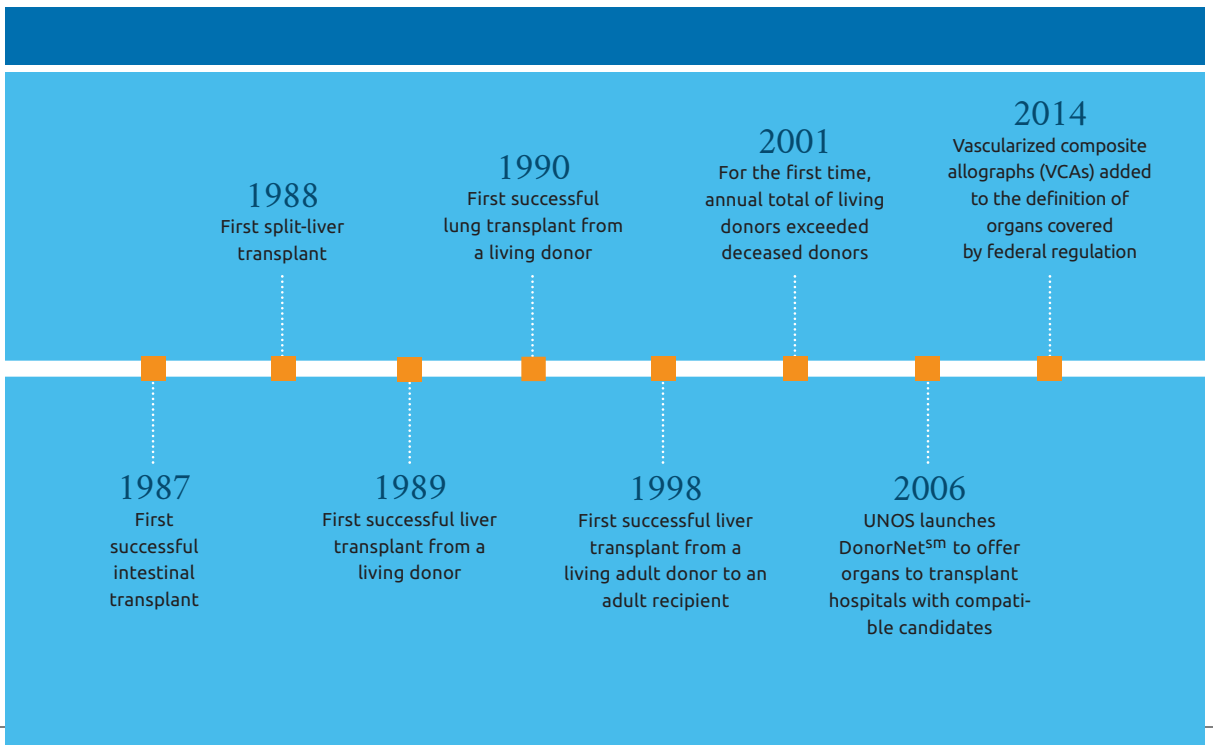 1987
First
successful
intestinal
transplant
1988
First split-liver
transplant
1989
First successful liver
transplant from a
living donor
1990
First successful
lung transplant from
a living donor
1998
First successful liver
transplant from a
living adult donor to an
adult recipient
2001
For the first time,
annual total of living
donors exceeded
deceased donors
2006
UNOS launches
DonorNetsm to offer
organs to transplant
hospitals with compati-
ble candidates
2014
Vascularized composite
allographs (VCAs) added
to the definition of
organs covered
by federal regulation